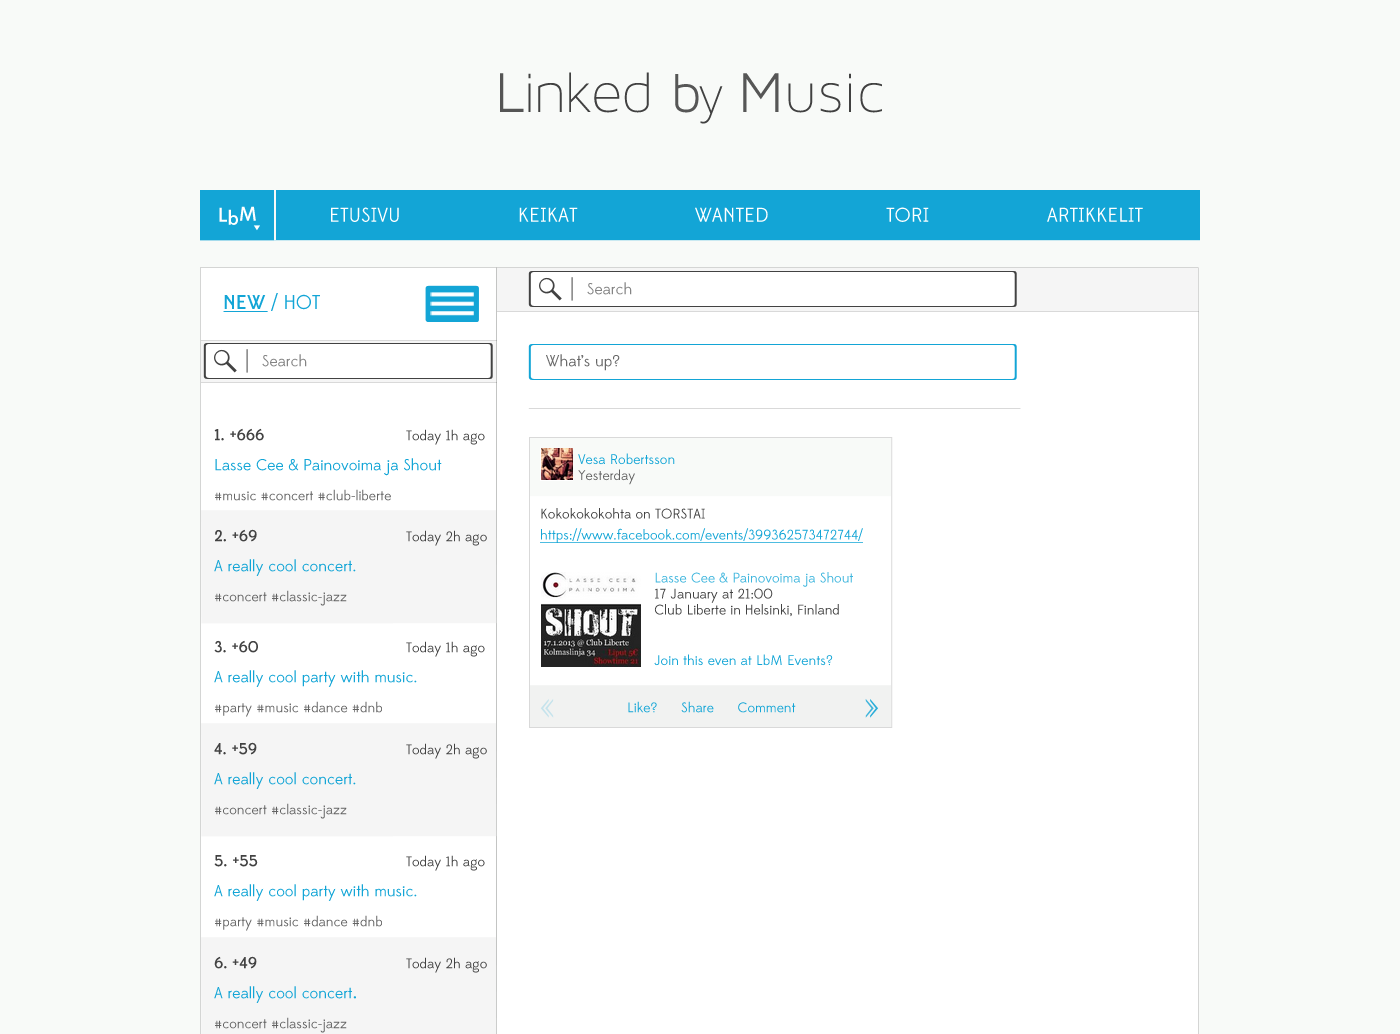 Linked by Music
LbM
ETUSIVU
KEIKAT
WANTED
TORI
ARTIKKELIT
NEW / HOT
Search
1. +666
Today 1h ago
Lasse Cee & Painovoima ja Shout
#music #concert #club-liberte
2. +69
Today 2h ago
A really cool concert.
#concert #classic-jazz
3. +60
Today 1h ago
A really cool party with music.
#party #music #dance #dnb
4. +59
Today 2h ago
A really cool concert.
#concert #classic-jazz
5. +55
Today 1h ago
A really cool party with music.
#party #music #dance #dnb
6. +49
Today 2h ago
A really cool concert.
#concert #classic-jazz
Search
What's up?
Vesa Robertsson
Yesterday
Kokokokokohta on TORSTAI
https://www.facebook.com/events/399362573472744/
LASSE CEE &
PAINOVOIMA
SHOUT
17.1.2013 @ Club Liberte
Kolmaslinja 34
Liput 5€
Showtime 21
Lasse Cee & Painovoima ja Shout
17 January at 21:00
Club Liberte in Helsinki, Finland
Join this even at LbM Events?
Like?
Share
Comment